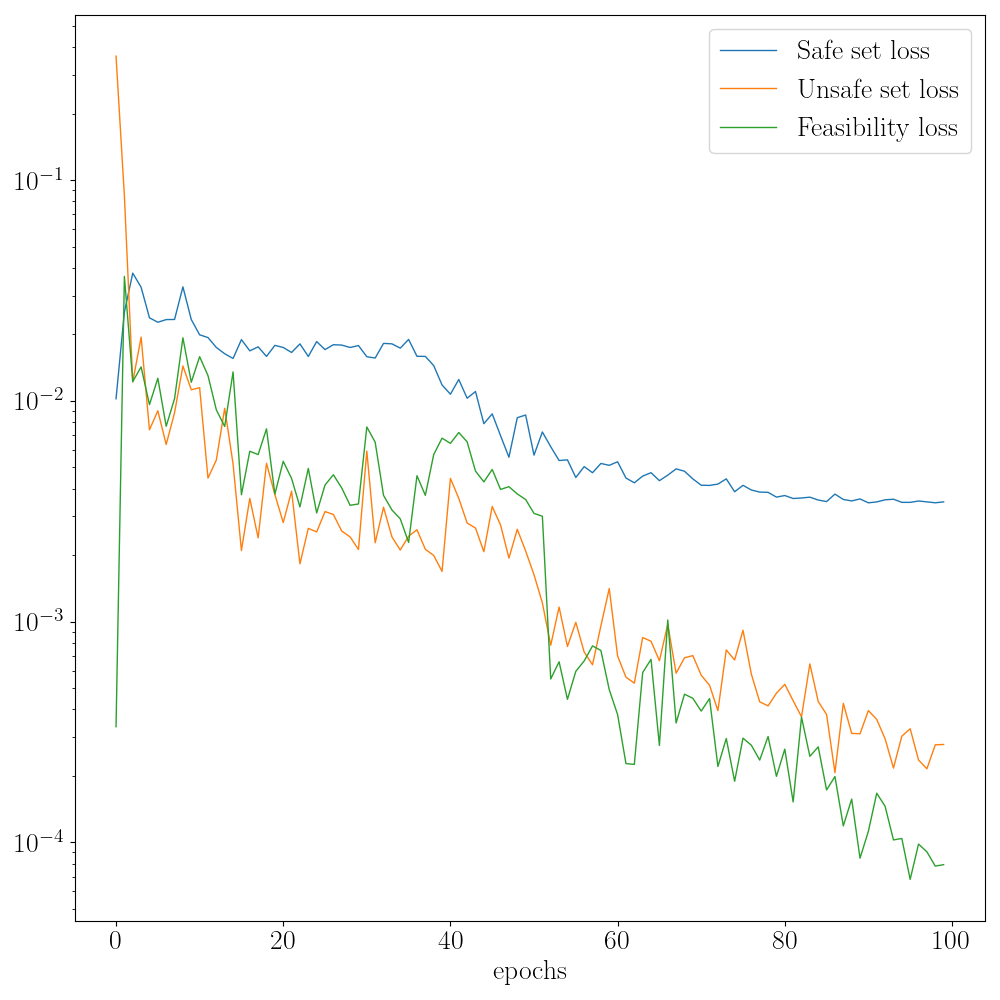 Safe set loss
Unsafe set loss
Feasibility loss
10⁻¹
10⁻²
10⁻³
10⁻⁴
0 20 40 60 80 100
epochs